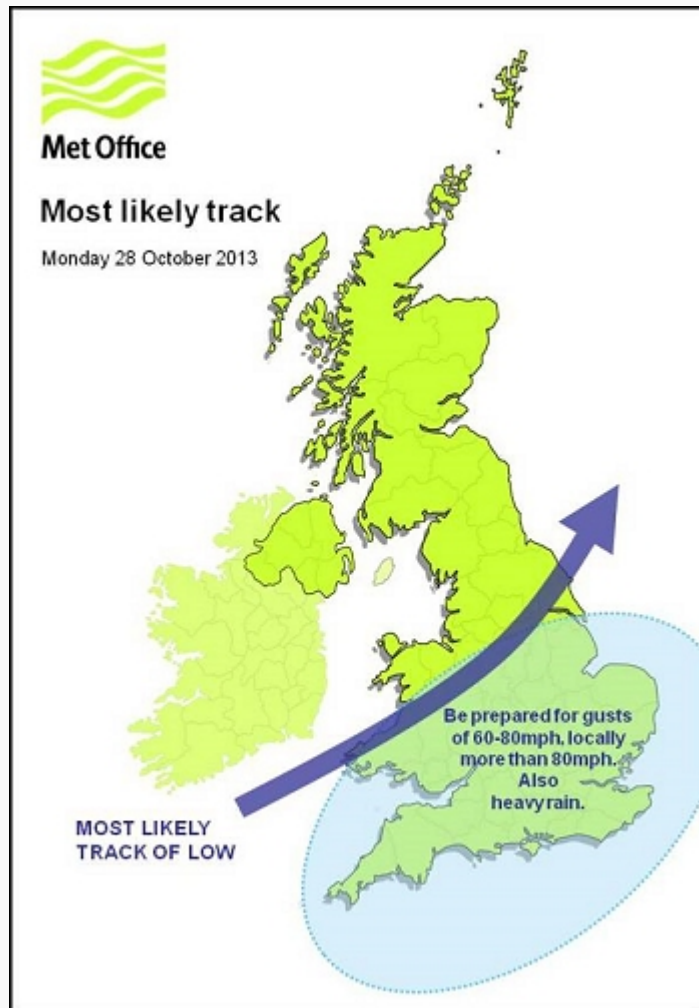 Met Office
Most likely track
Monday 28 October 2013
Be prepared for gusts
of 60-80mph, locally
more than 80mph.
Also
heavy rain.
MOST LIKELY
TRACK OF LOW